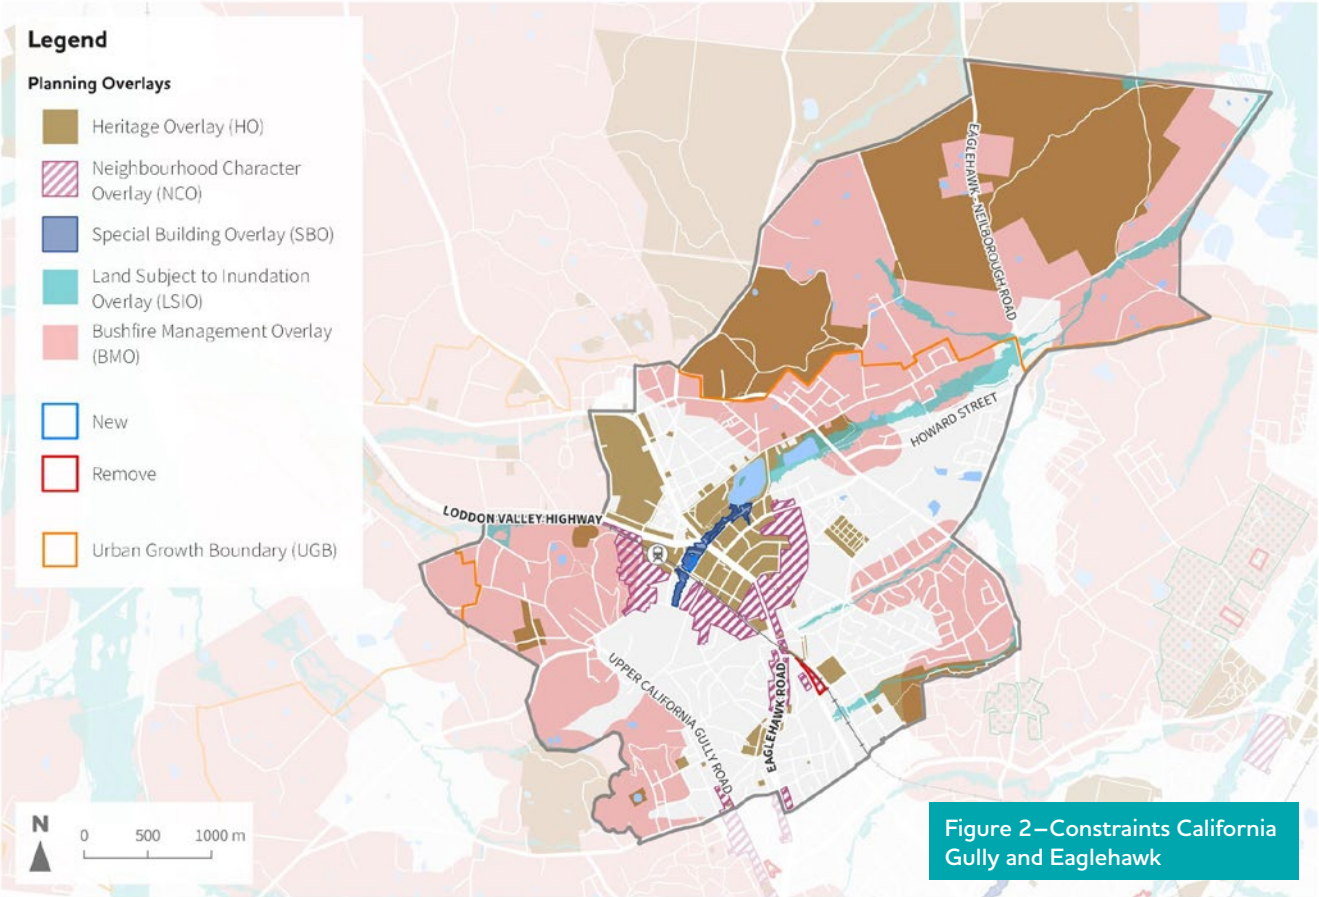 Legend
Planning Overlays
Heritage Overlay (HO)
Neighbourhood Character
Overlay (NCO)
Special Building Overlay (SBO)
Land Subject to Inundation
Overlay (LSIO)
Bushfire Management Overlay
(BMO)
New
Remove
Urban Growth Boundary (UGB)
EAGLEHAWK - NEILBOROUGH ROAD
HOWARD STREET
LODDON VALLEY HIGHWAY
UPPER CALIFORNIA GULLY ROAD
EAGLEHAWK ROAD
N
0 500 1000 m
Figure 2–Constraints California
Gully and Eaglehawk